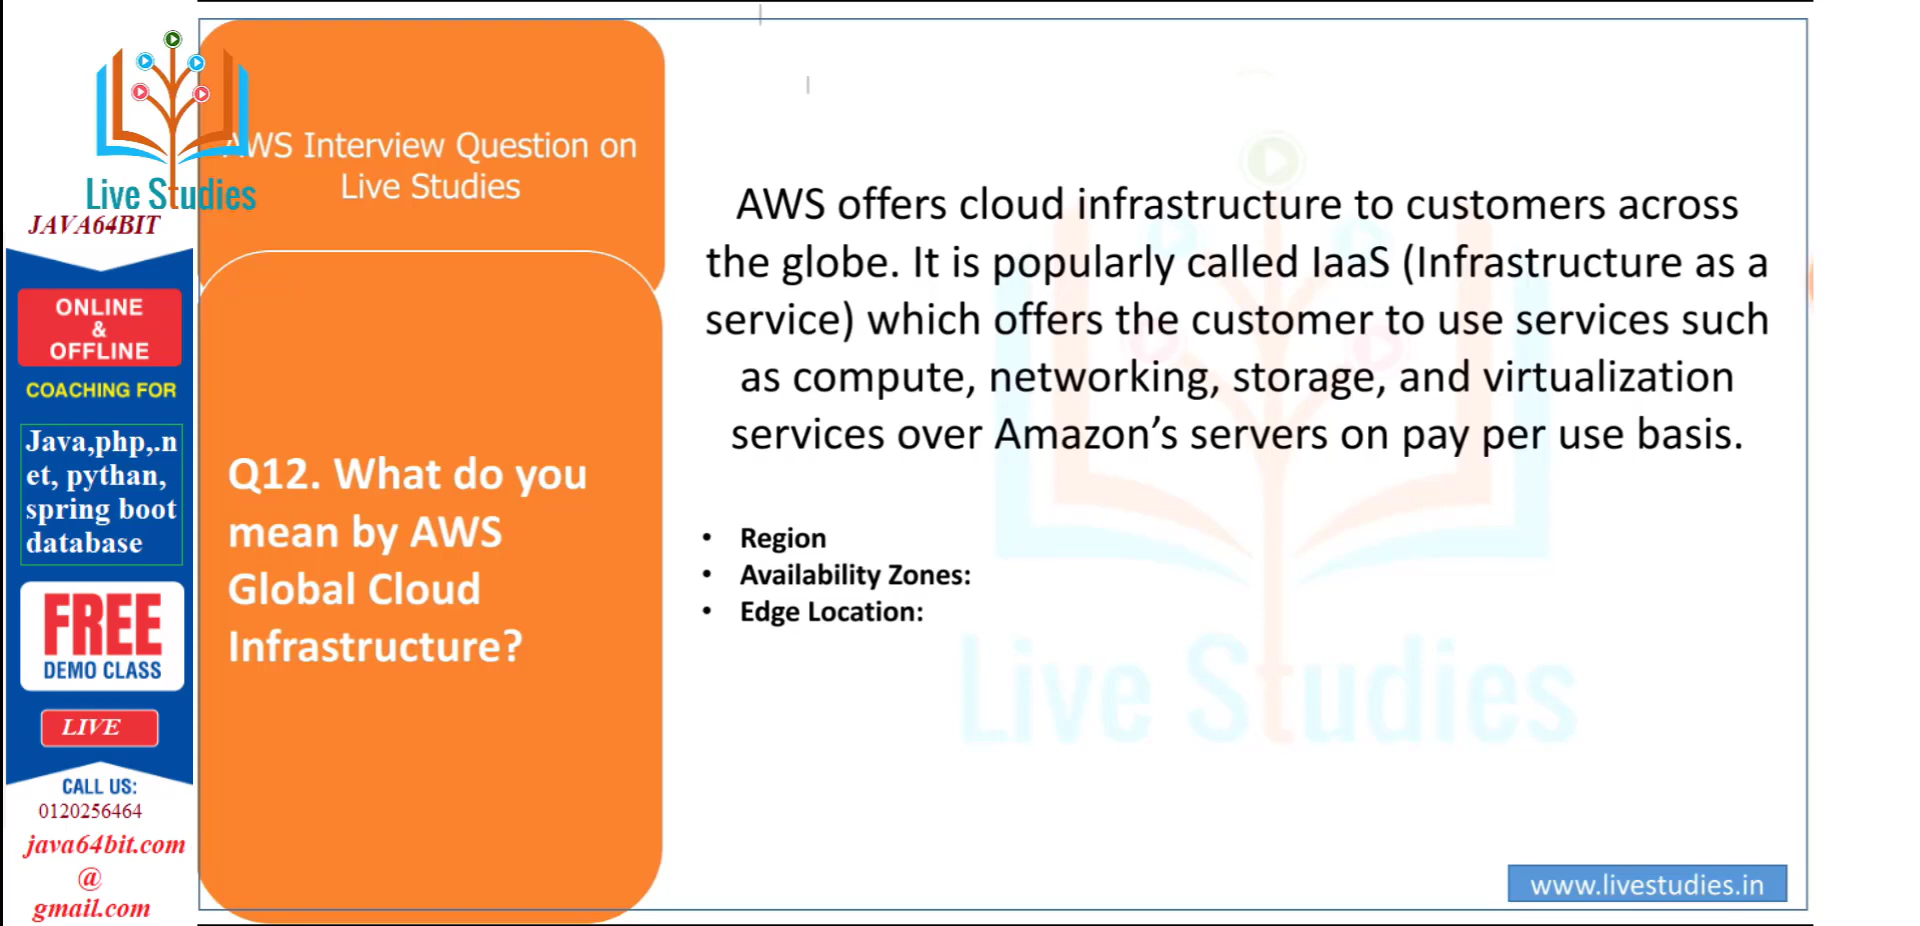 Live Studies
JAVA64BIT
ONLINE
&
OFFLINE
COACHING FOR
Java,php,.n
et, pythan,
spring boot
database
FREE
DEMO CLASS
LIVE
CALL US:
0120256464
java64bit.com
@
gmail.com
AWS Interview Question on
Live Studies
Q12. What do you
mean by AWS
Global Cloud
Infrastructure?
AWS offers cloud infrastructure to customers across
the globe. It is popularly called IaaS (Infrastructure as a
service) which offers the customer to use services such
as compute, networking, storage, and virtualization
services over Amazon’s servers on pay per use basis.
• Region
• Availability Zones:
• Edge Location:
Live Studies
www.livestudies.in